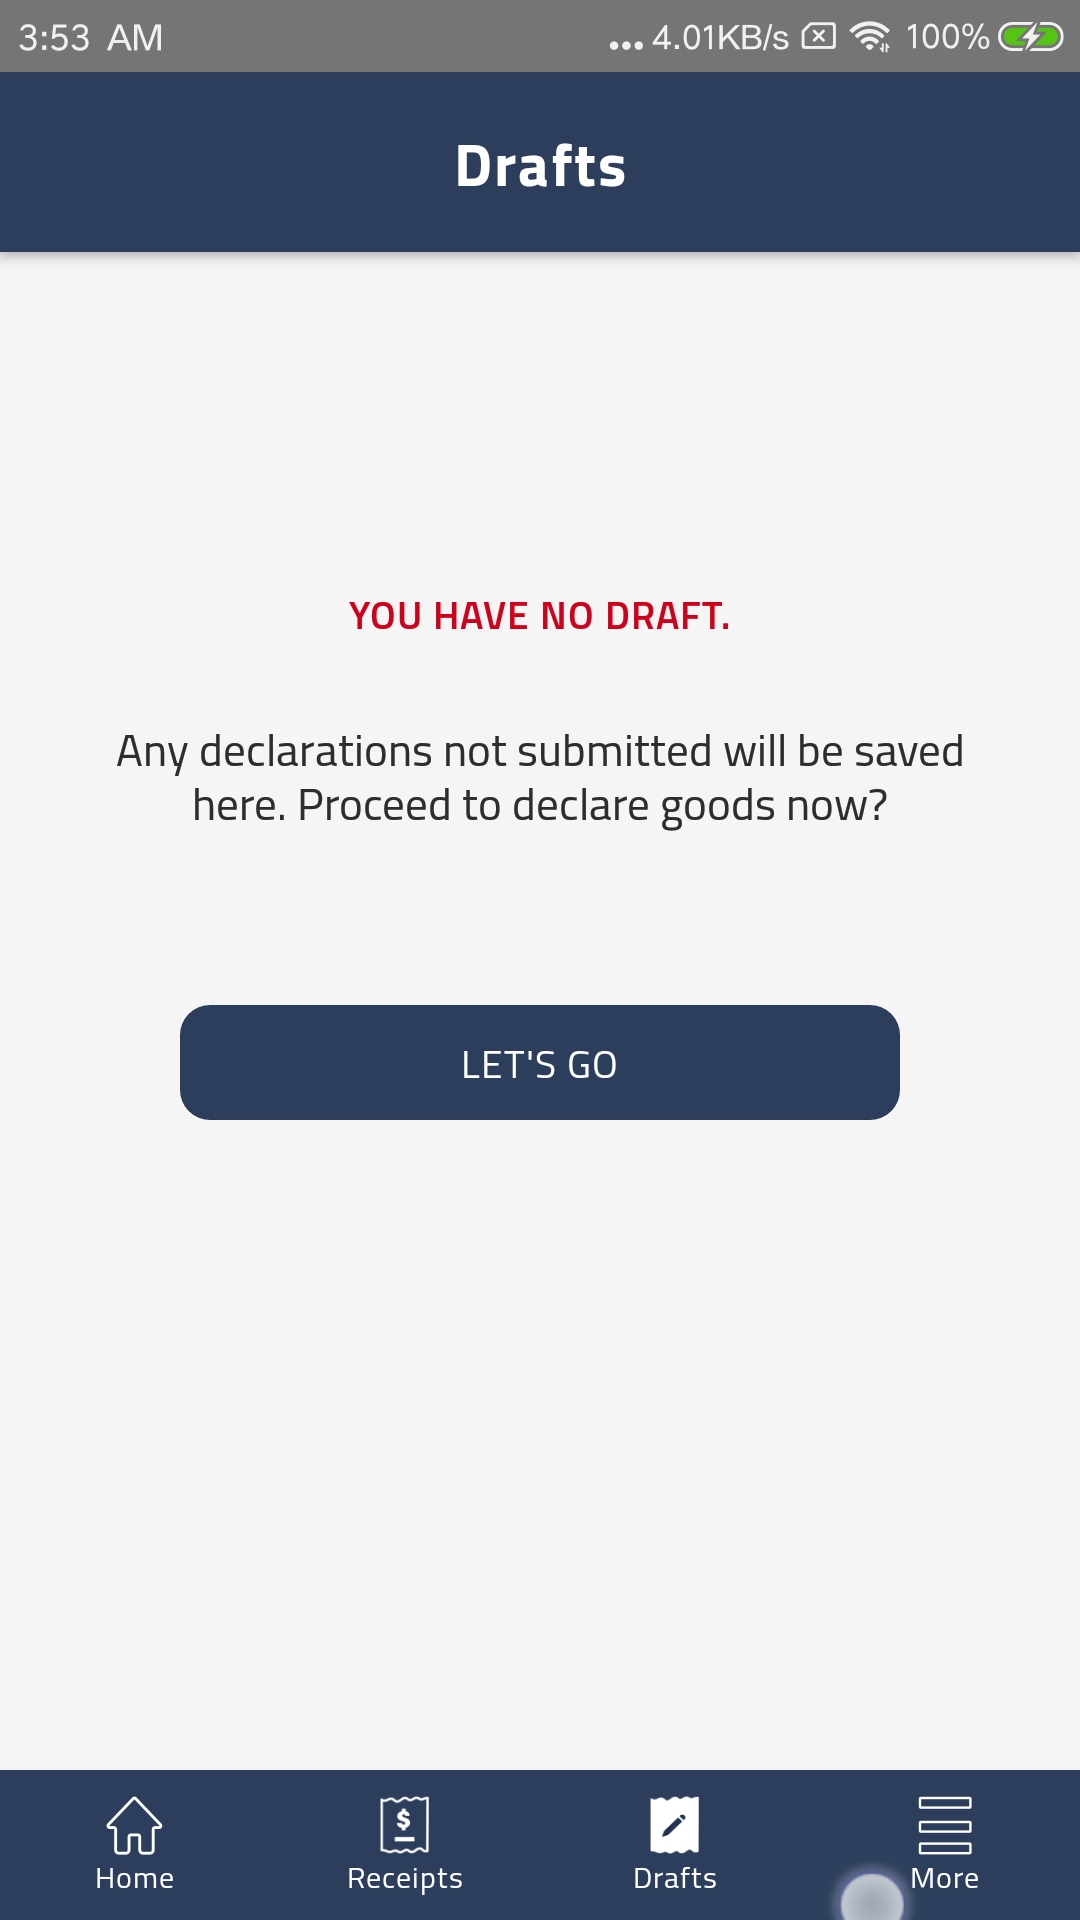 3:53 AM
... 4.01KB/s 100%
Drafts
YOU HAVE NO DRAFT.
Any declarations not submitted will be saved
here. Proceed to declare goods now?
LET'S GO
$
Home Receipts Drafts More